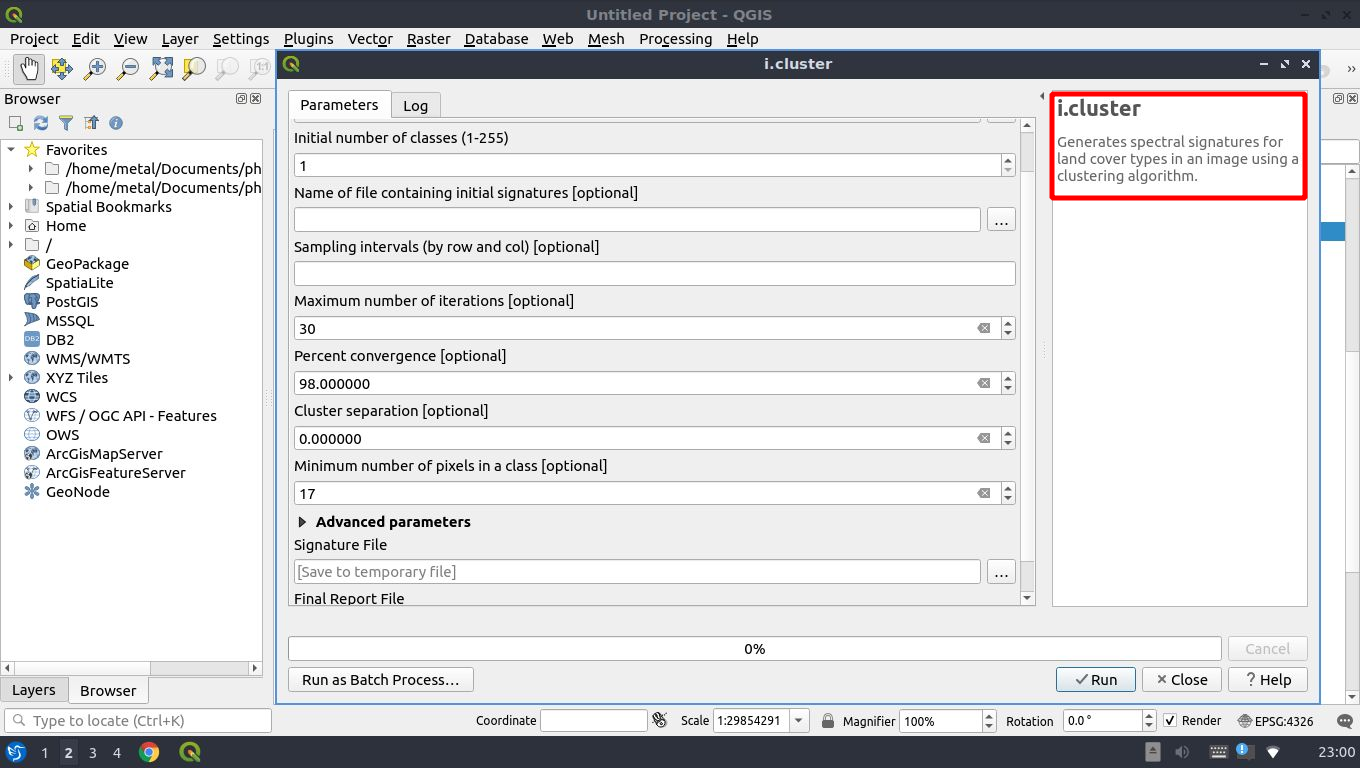 Untitled Project - QGIS
Project Edit View Layer Settings Plugins Vector Raster Database Web Mesh Processing Help
i.cluster
Browser
Parameters
Log
Initial number of classes (1-255)
1
Name of file containing initial signatures [optional]
...
Sampling intervals (by row and col) [optional]
Maximum number of iterations [optional]
30
Percent convergence [optional]
98.000000
Cluster separation [optional]
0.000000
Minimum number of pixels in a class [optional]
17
Advanced parameters
Signature File
[Save to temporary file]
...
Final Report File
i.cluster
Generates spectral signatures for
land cover types in an image using a
clustering algorithm.
Favorites
/home/metal/Documents/ph
/home/metal/Documents/ph
Spatial Bookmarks
Home
/
GeoPackage
SpatiaLite
PostGIS
MSSQL
DB2
DB2
WMS/WMTS
XYZ Tiles
WCS
WFS / OGC API - Features
OWS
ArcGisMapServer
ArcGisFeatureServer
GeoNode
0%
Cancel
Run as Batch Process…
Run
Close
? Help
Layers
Browser
Type to locate (Ctrl+K)
Coordinate
Scale 1:29854291
Magnifier 100%
Rotation 0.0 °
Render
EPSG:4326
1 2 3 4
23:00